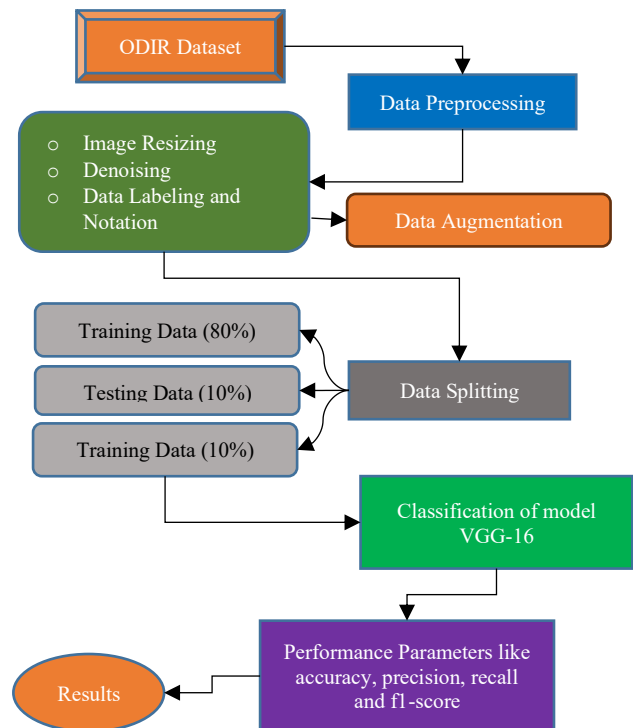 ODIR Dataset
Data Preprocessing
o Image Resizing
o Denoising
o Data Labeling and
Notation
Data Augmentation
Training Data (80%)
Testing Data (10%)
Data Splitting
Training Data (10%)
Classification of model
VGG-16
Performance Parameters like
accuracy, precision, recall
and f1-score
Results